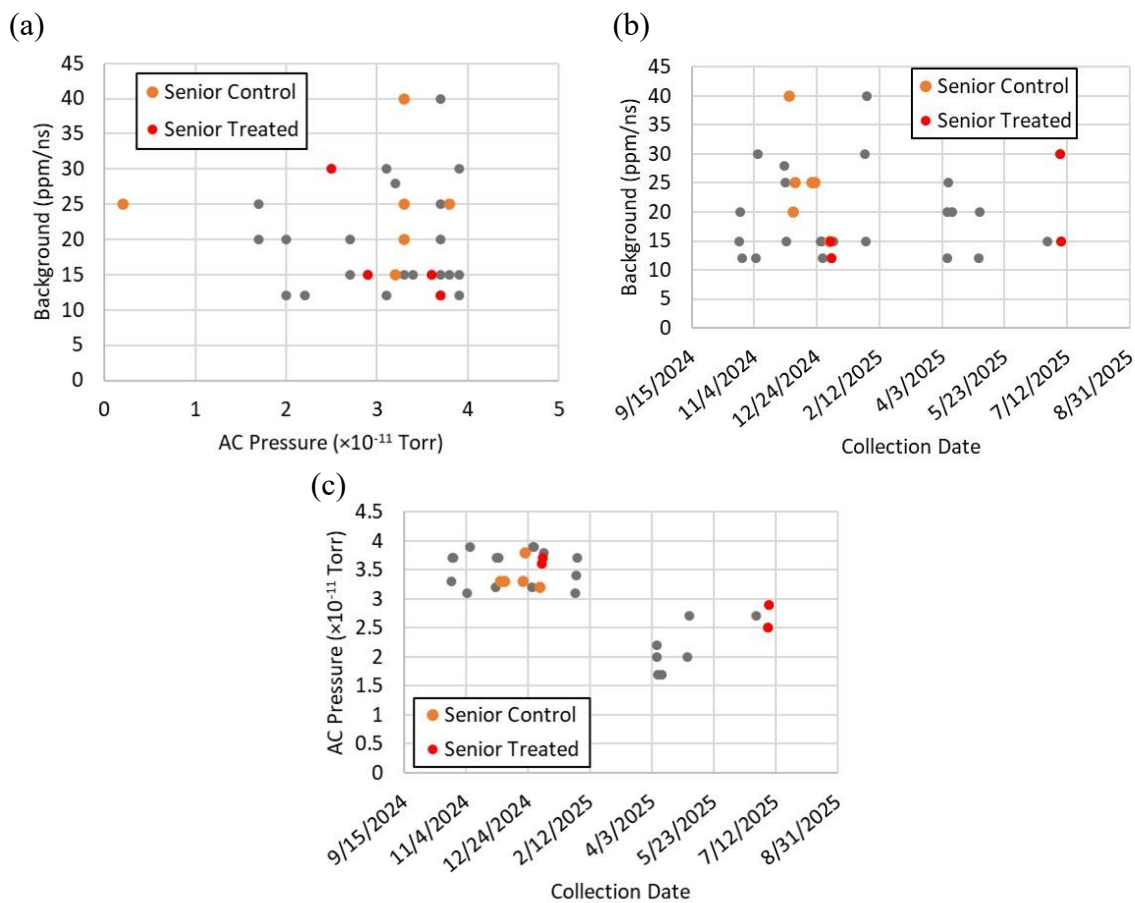 (a)
45
40
35
30
25
20
15
10
5
0
Background (ppm/ns)
Senior Control
Senior Treated
0 1 2 3 4 5
AC Pressure (×10⁻¹¹ Torr)
(b)
45
40
35
30
25
20
15
10
5
0
Background (ppm/ns)
Senior Control
Senior Treated
9/15/2024 11/4/2024 12/24/2024 2/12/2025 4/3/2025 5/23/2025 7/12/2025 8/31/2025
Collection Date
(c)
4.5
4
3.5
3
2.5
2
1.5
1
0.5
0
AC Pressure (×10⁻¹¹ Torr)
Senior Control
Senior Treated
9/15/2024 11/4/2024 12/24/2024 2/12/2025 4/3/2025 5/23/2025 7/12/2025 8/31/2025
Collection Date